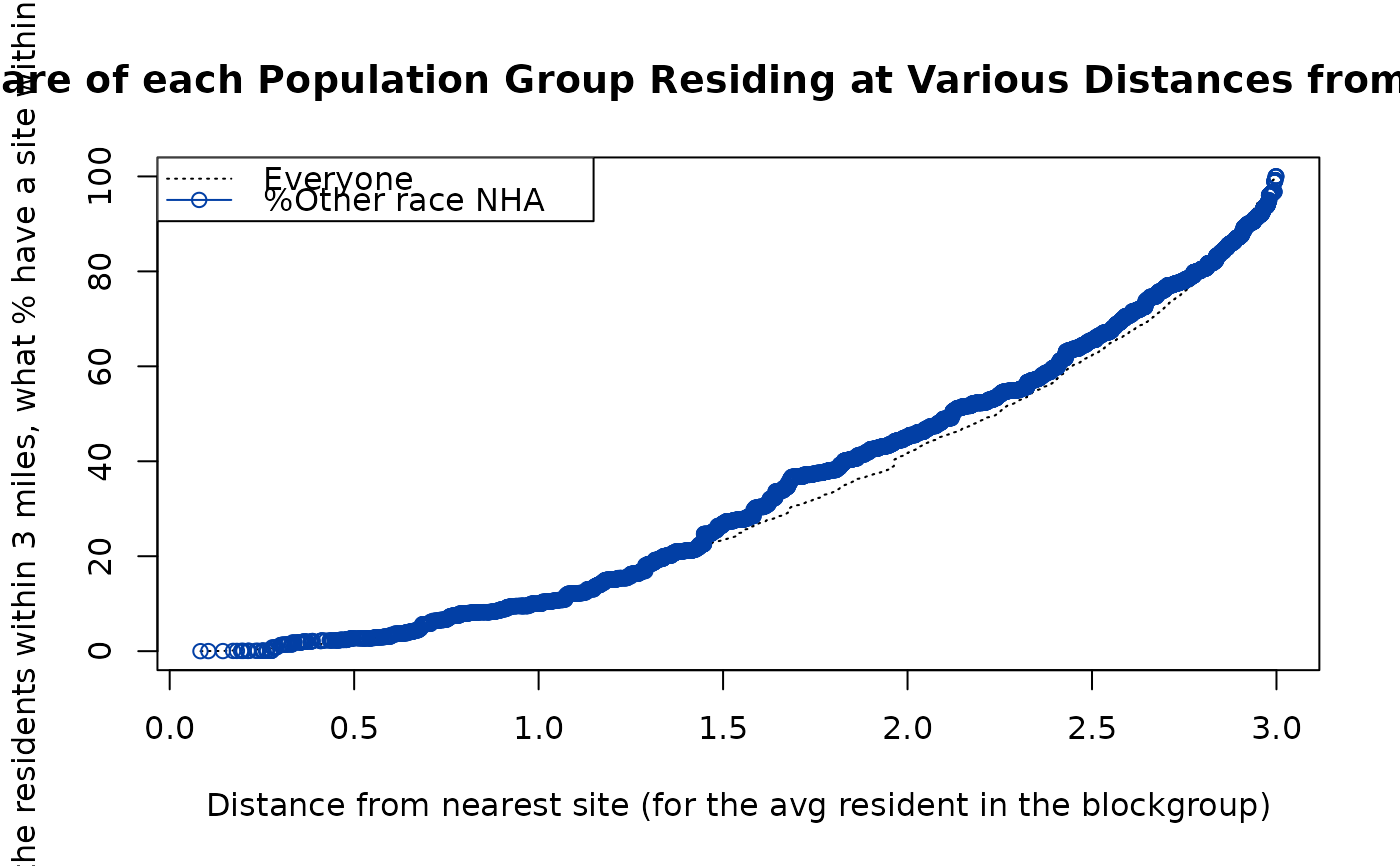 are of each Population Group Residing at Various Distances from
he residents within 3 miles, what % have a site within
Everyone
%Other race NHA
100
80
60
40
20
0
0.0 0.5 1.0 1.5 2.0 2.5 3.0
Distance from nearest site (for the avg resident in the blockgroup)